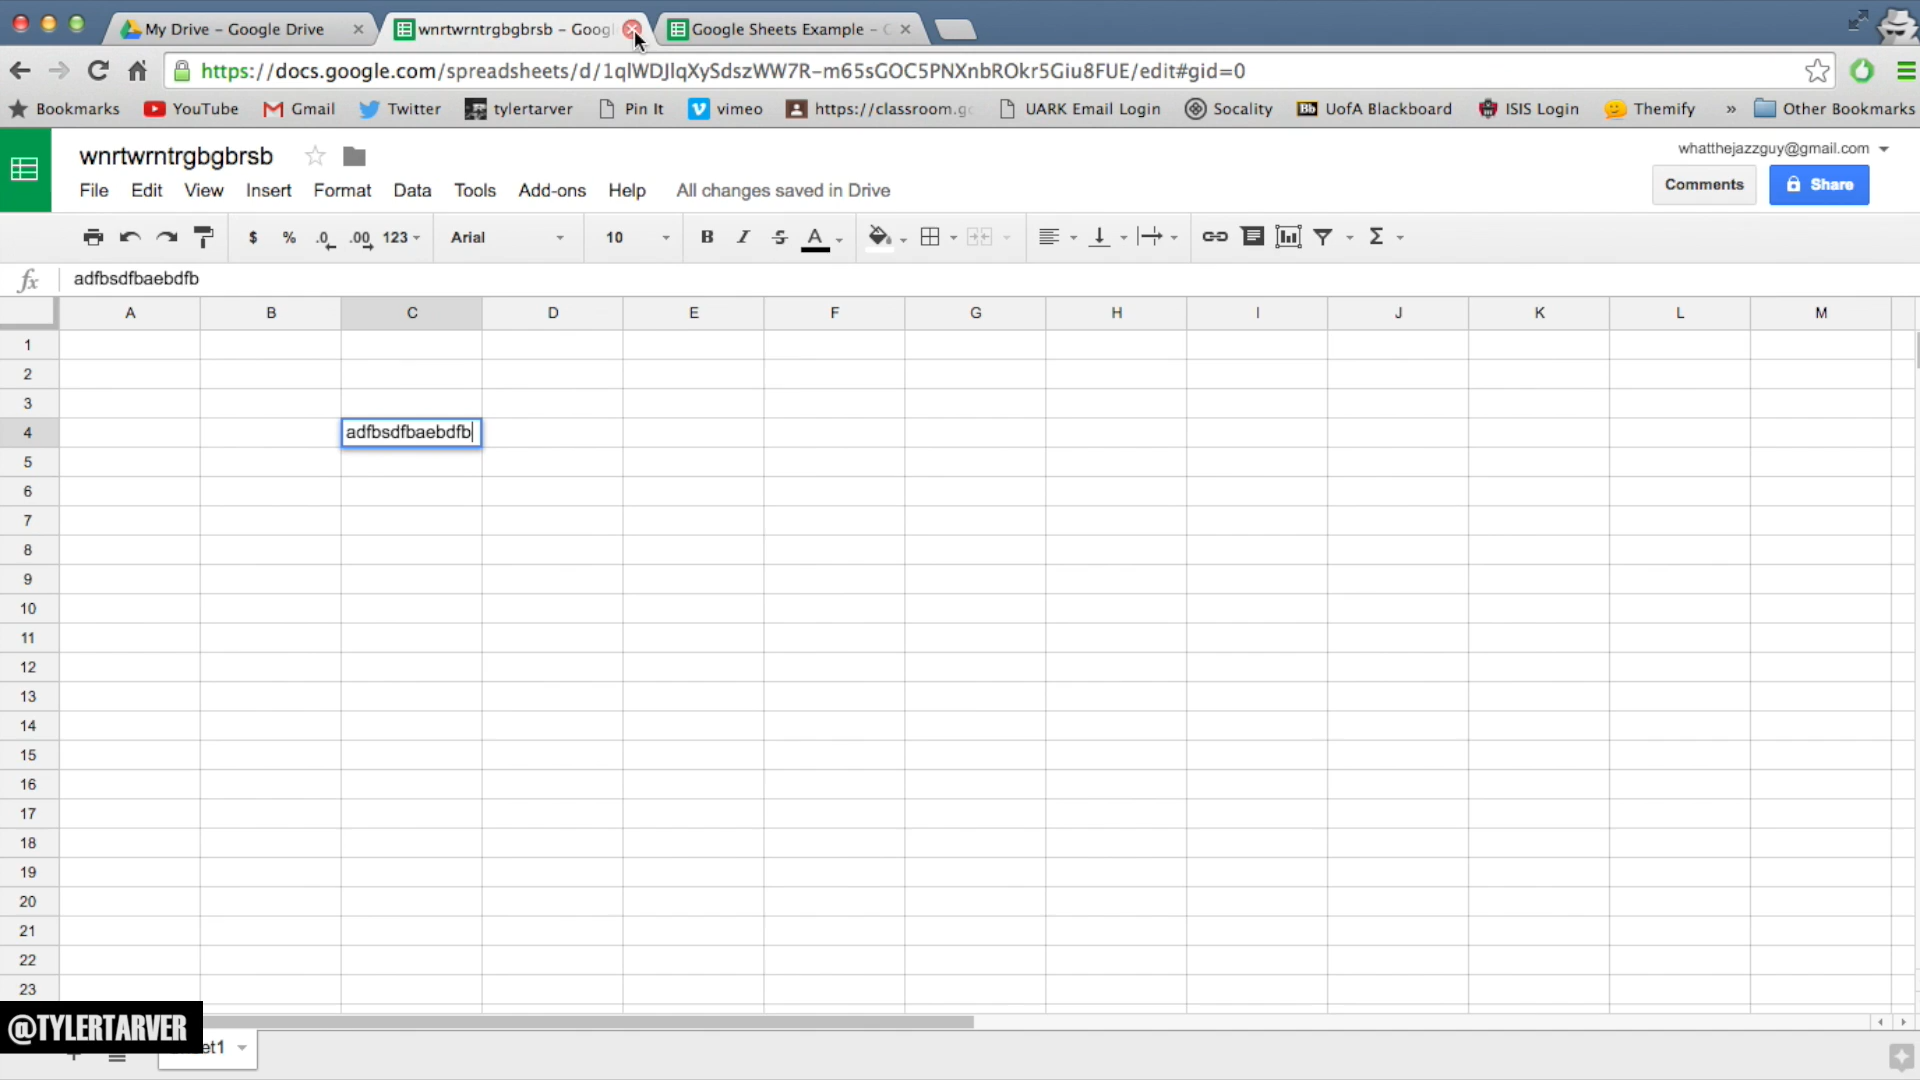 My Drive – Google Drive
wnrtwrntrgbgbrsb – Goog
Google Sheets Example –
https://docs.google.com/spreadsheets/d/1qlWDJlqXySdszWW7R-m65sGOC5PNXnbROkr5Giu8FUE/edit#gid=0
Bookmarks YouTube Gmail Twitter tylertarver Pin It vimeo https://classroom.go UARK Email Login Socality UofA Blackboard ISIS Login Themify » Other Bookmarks
wnrtwrntrgbgbrsb
whatthejazzguy@gmail.com
File Edit View Insert Format Data Tools Add-ons Help All changes saved in Drive
Comments Share
$ % .0 .00 123 Arial 10 B I S A Σ
fx adfbsdfbaebdfb
A B C D E F G H I J K L M
1
2
3
4 adfbsdfbaebdfb
5
6
7
8
9
10
11
12
13
14
15
16
17
18
19
20
21
22
23
@TYLERTARVER
et1